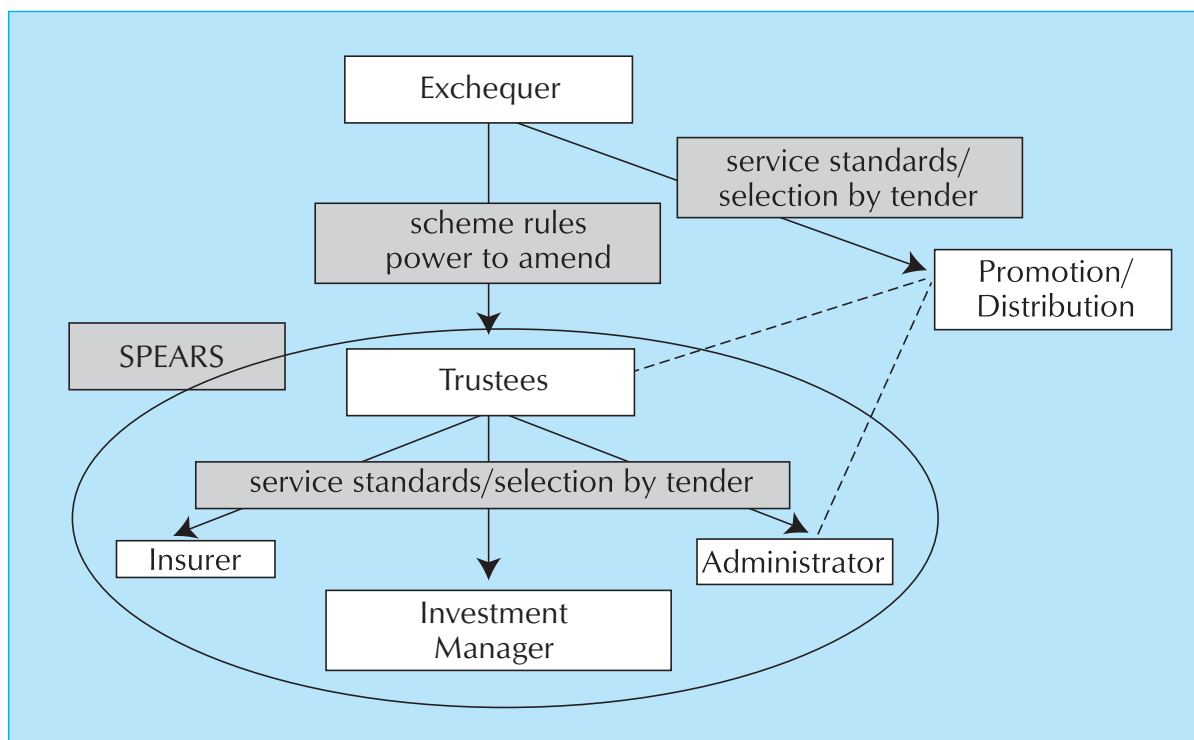 Exchequer
service standards/
selection by tender
scheme rules
power to amend
Promotion/
Distribution
SPEARS
Trustees
service standards/selection by tender
Insurer
Administrator
Investment
Manager